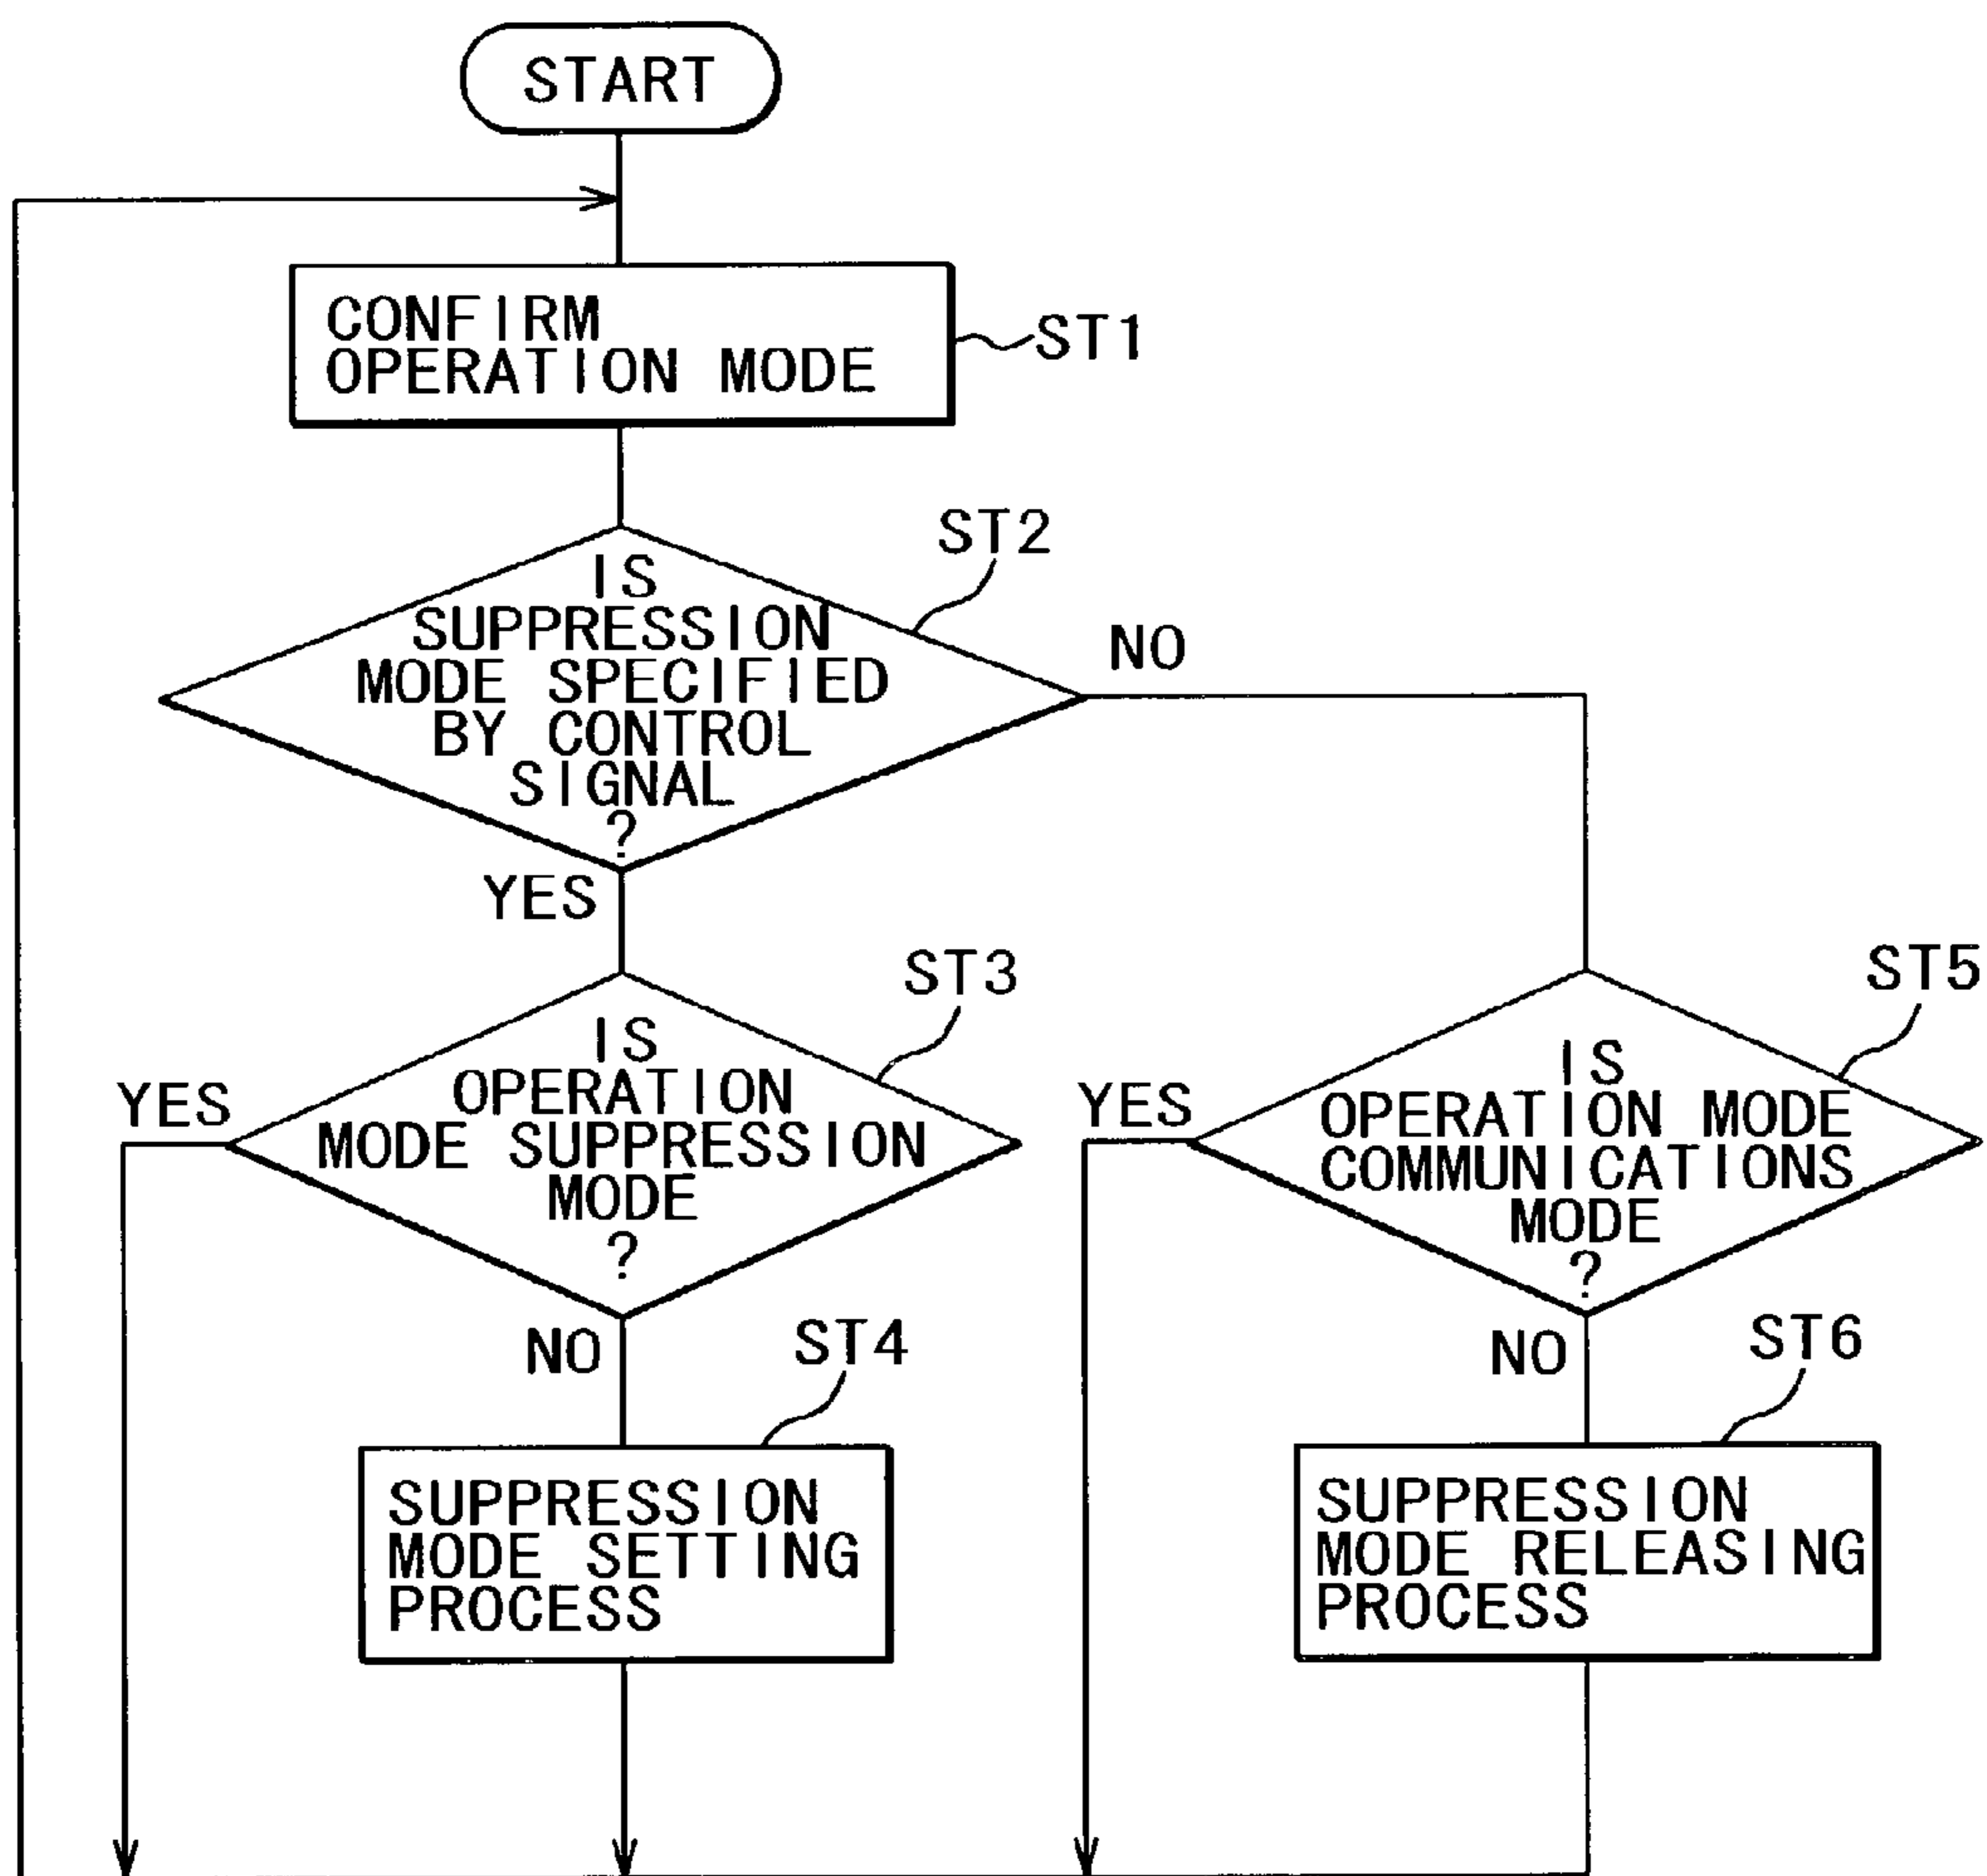 START
CONFIRM
OPERATION MODE
ST1
ST2
IS
SUPPRESSION
MODE SPECIFIED
BY CONTROL
SIGNAL
?
NO
YES
ST3
IS
OPERATION
MODE SUPPRESSION
MODE
?
YES
NO
ST4
SUPPRESSION
MODE SETTING
PROCESS
ST5
IS
OPERATION MODE
COMMUNICATIONS
MODE
?
YES
NO
ST6
SUPPRESSION
MODE RELEASING
PROCESS